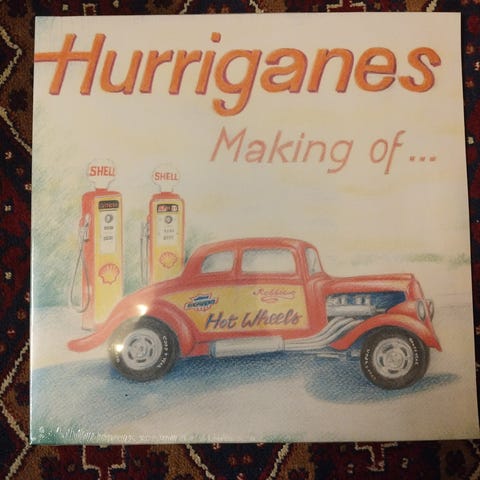 Hurriganes
Making of...
SHELL
SHELL
Hot Wheels